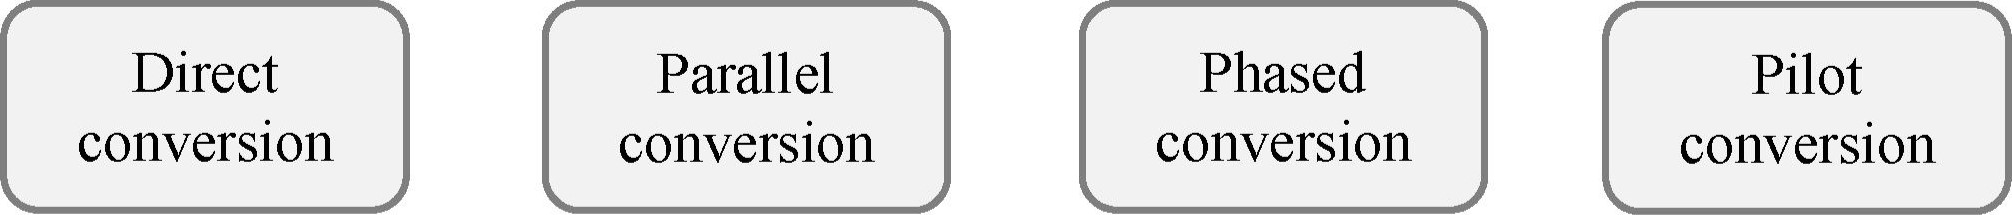 Direct
conversion
Parallel
conversion
Phased
conversion
Pilot
conversion